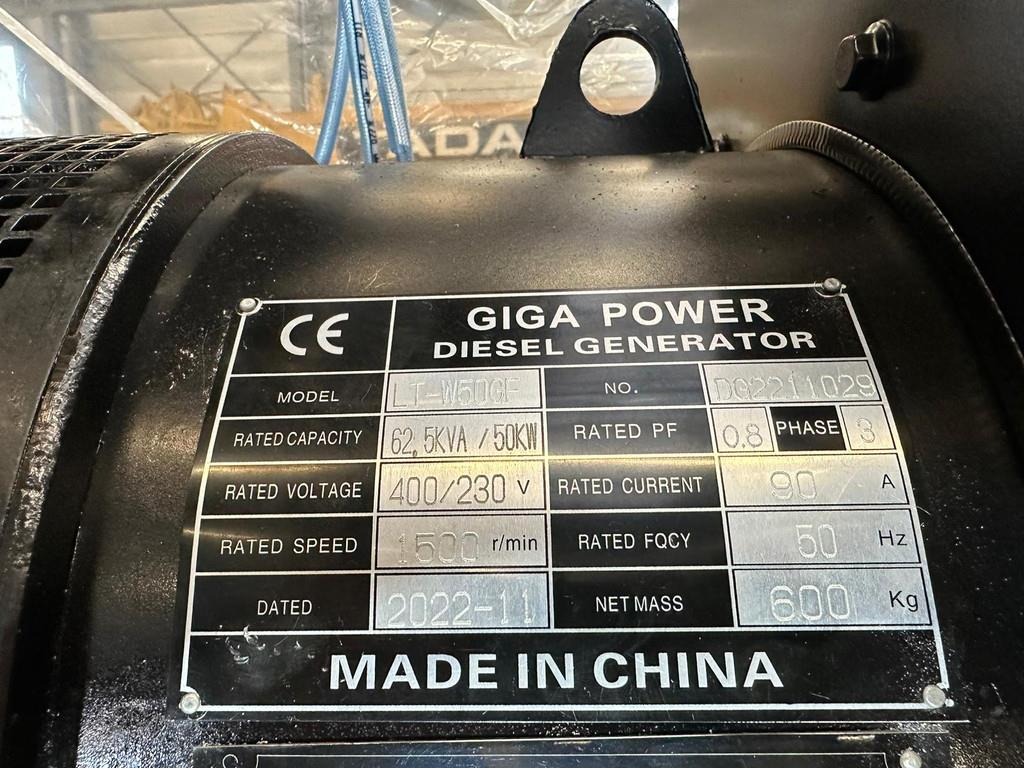 ADA
CE
GIGA POWER
DIESEL GENERATOR
MODEL LT-W50GF NO. DG2211029
RATED CAPACITY 62,5KVA /50KW RATED PF 0.8 PHASE 3
RATED VOLTAGE 400/230 V RATED CURRENT 90 A
RATED SPEED 1500 r/min RATED FQCY 50 Hz
DATED 2022-11 NET MASS 600 Kg
MADE IN CHINA